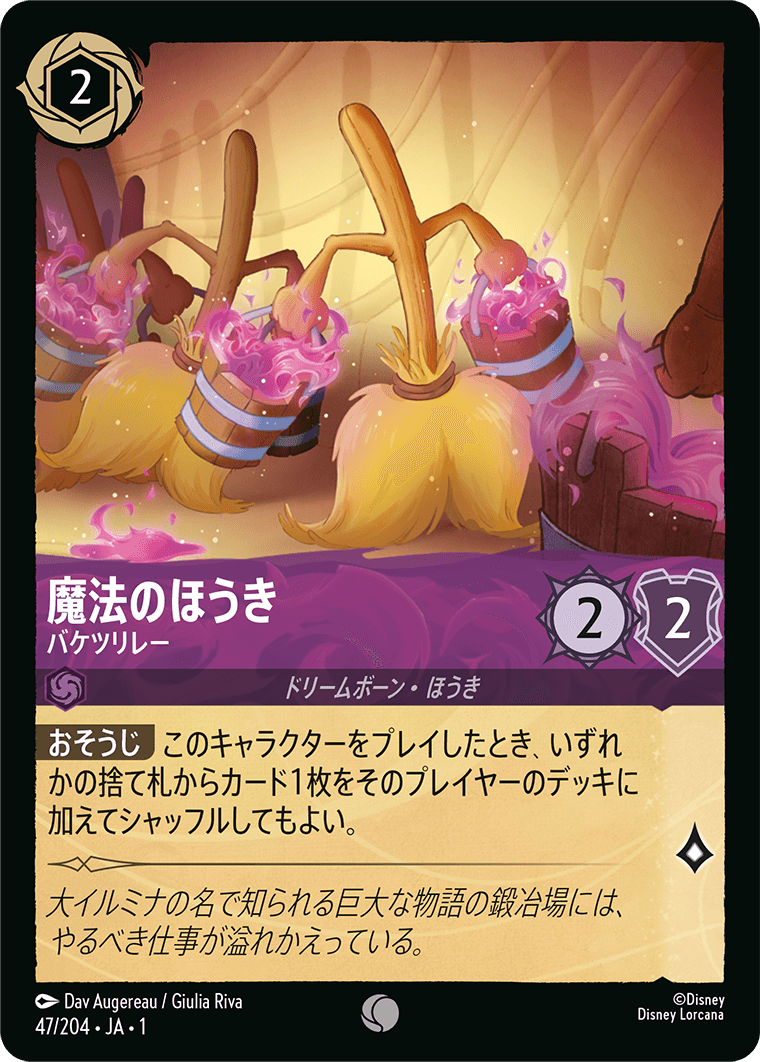 2
魔法のほうき
バケツリレー
2
2
ドリームボーン・ほうき
おそうじ このキャラクターをプレイしたとき、いずれ
かの捨て札からカード1枚をそのプレイヤーのデッキに
加えてシャッフルしてもよい。
大イルミナの名で知られる巨大な物語の鍛冶場には、
やるべき仕事が溢れかえっている。
Dav Augereau / Giulia Riva
47/204 • JA • 1
©Disney
Disney Lorcana